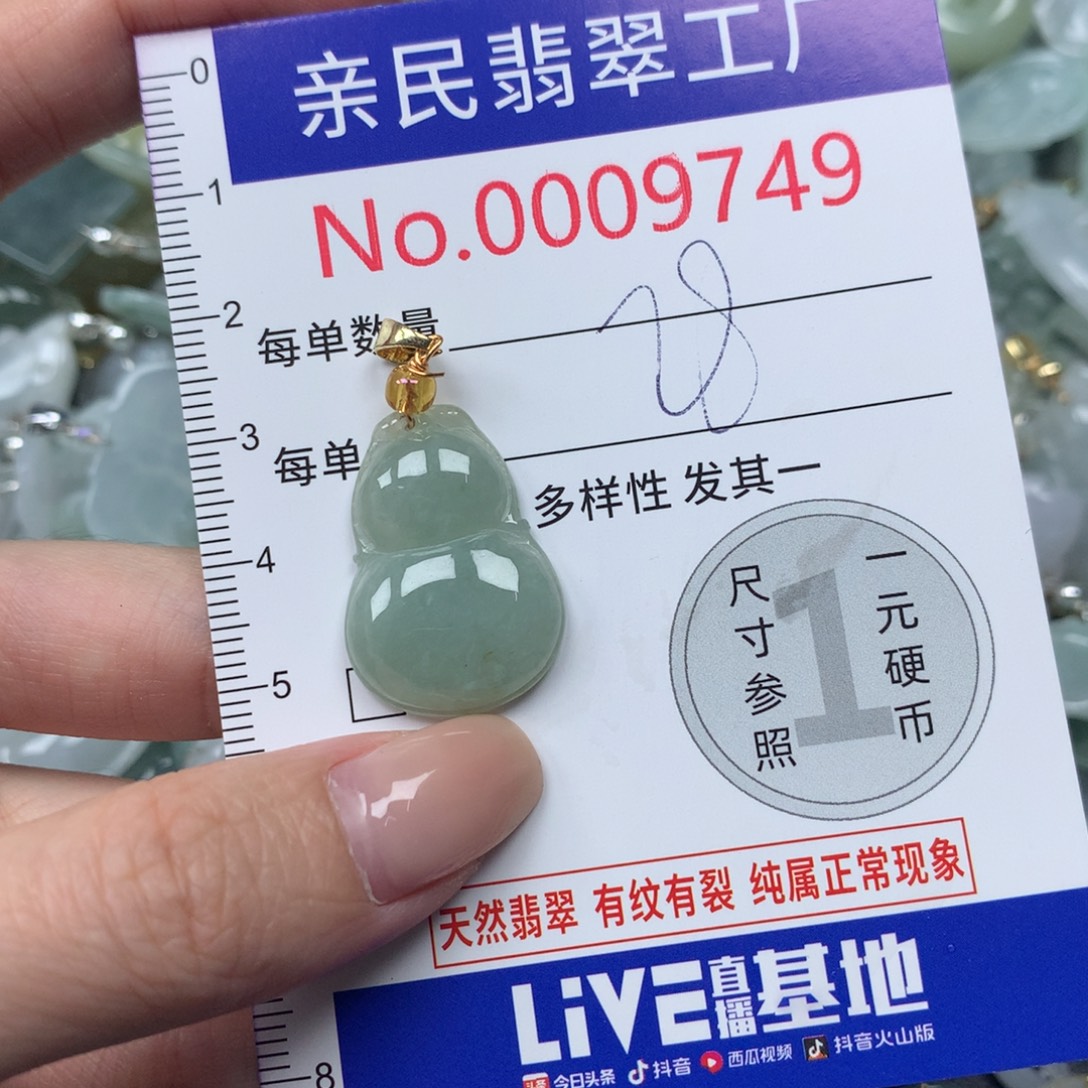 亲民翡翠工厂
No.0009749
每单数量
28
每单
多样性 发其一
尺寸参照
一元硬币
1
天然翡翠 有纹有裂 纯属正常现象
LiVE直播基地
头条 今日头条 抖音 西瓜视频 抖音火山版
0
1
2
3
4
5
8